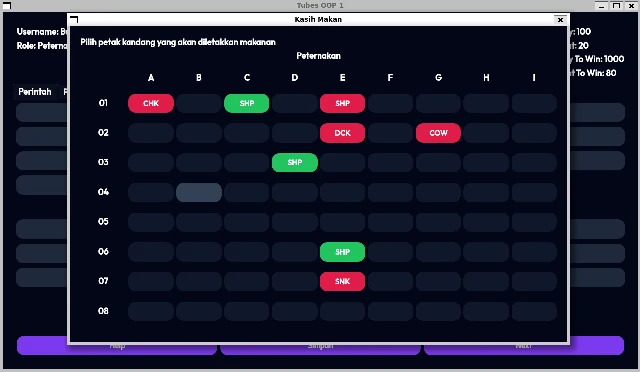 Tubes OOP 1
Kasih Makan
Username:
Role: Peterna
y: 100
at: 20
y To Win: 1000
t To Win: 80
Pilih petak kandang yang akan diletakkan makanan
Peternakan
A B C D E F G H I
Perintah P
01 CHK SHP SHP
02 DCK COW
03 SHP
04
05
06 SHP
07 SNK
08
Help Simpan Next